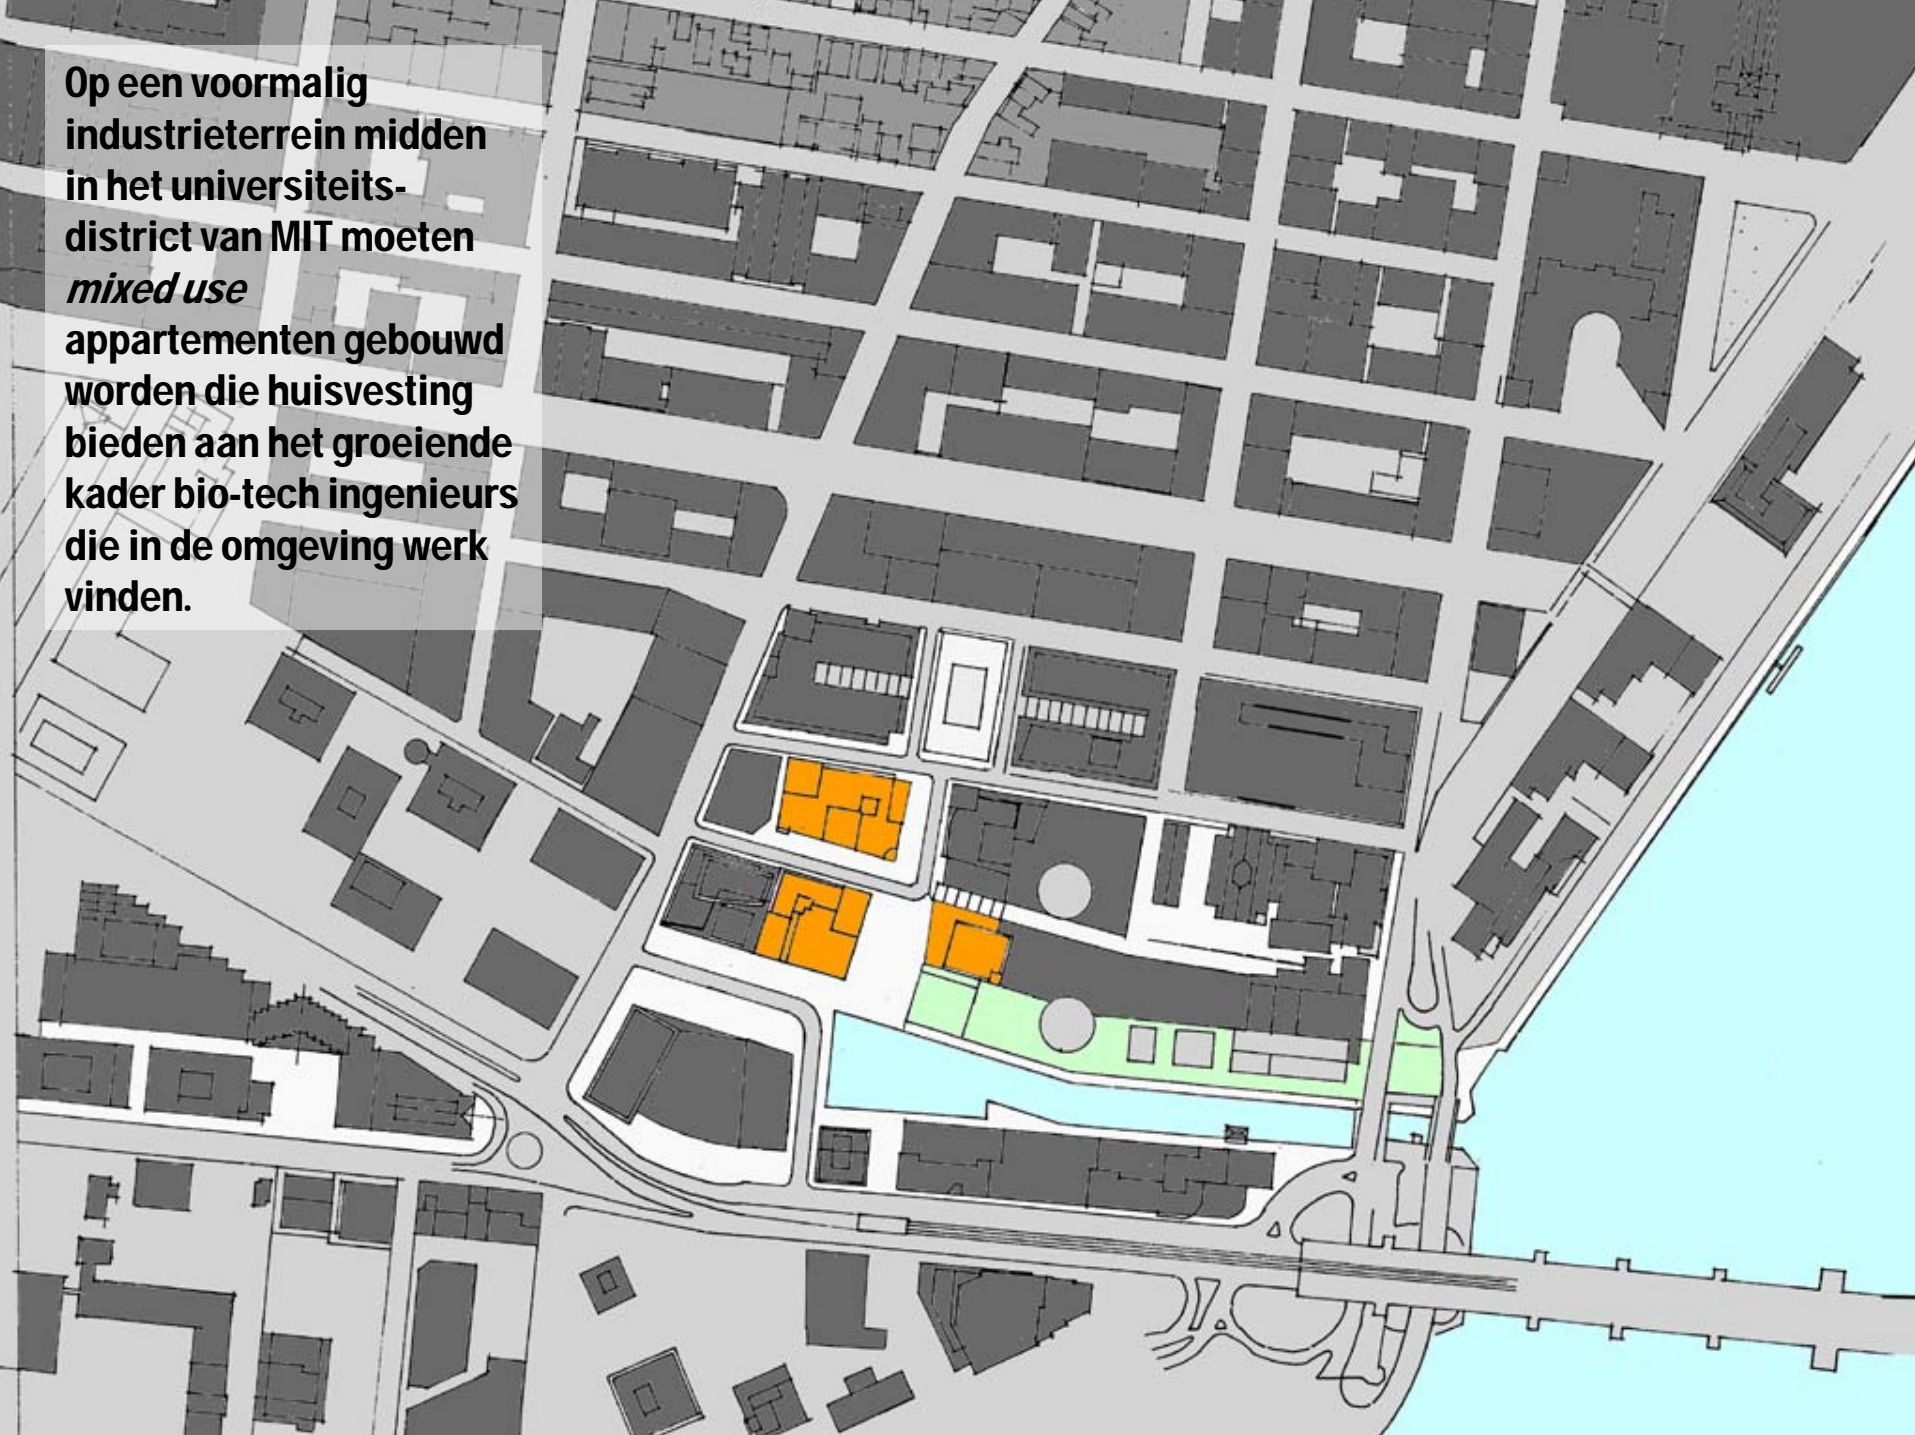 Op een voormalig
industrieterrein midden
in het universiteits-
district van MIT moeten
mixed use
appartementen gebouwd
worden die huisvesting
bieden aan het groeiende
kader bio-tech ingenieurs
die in de omgeving werk
vinden.